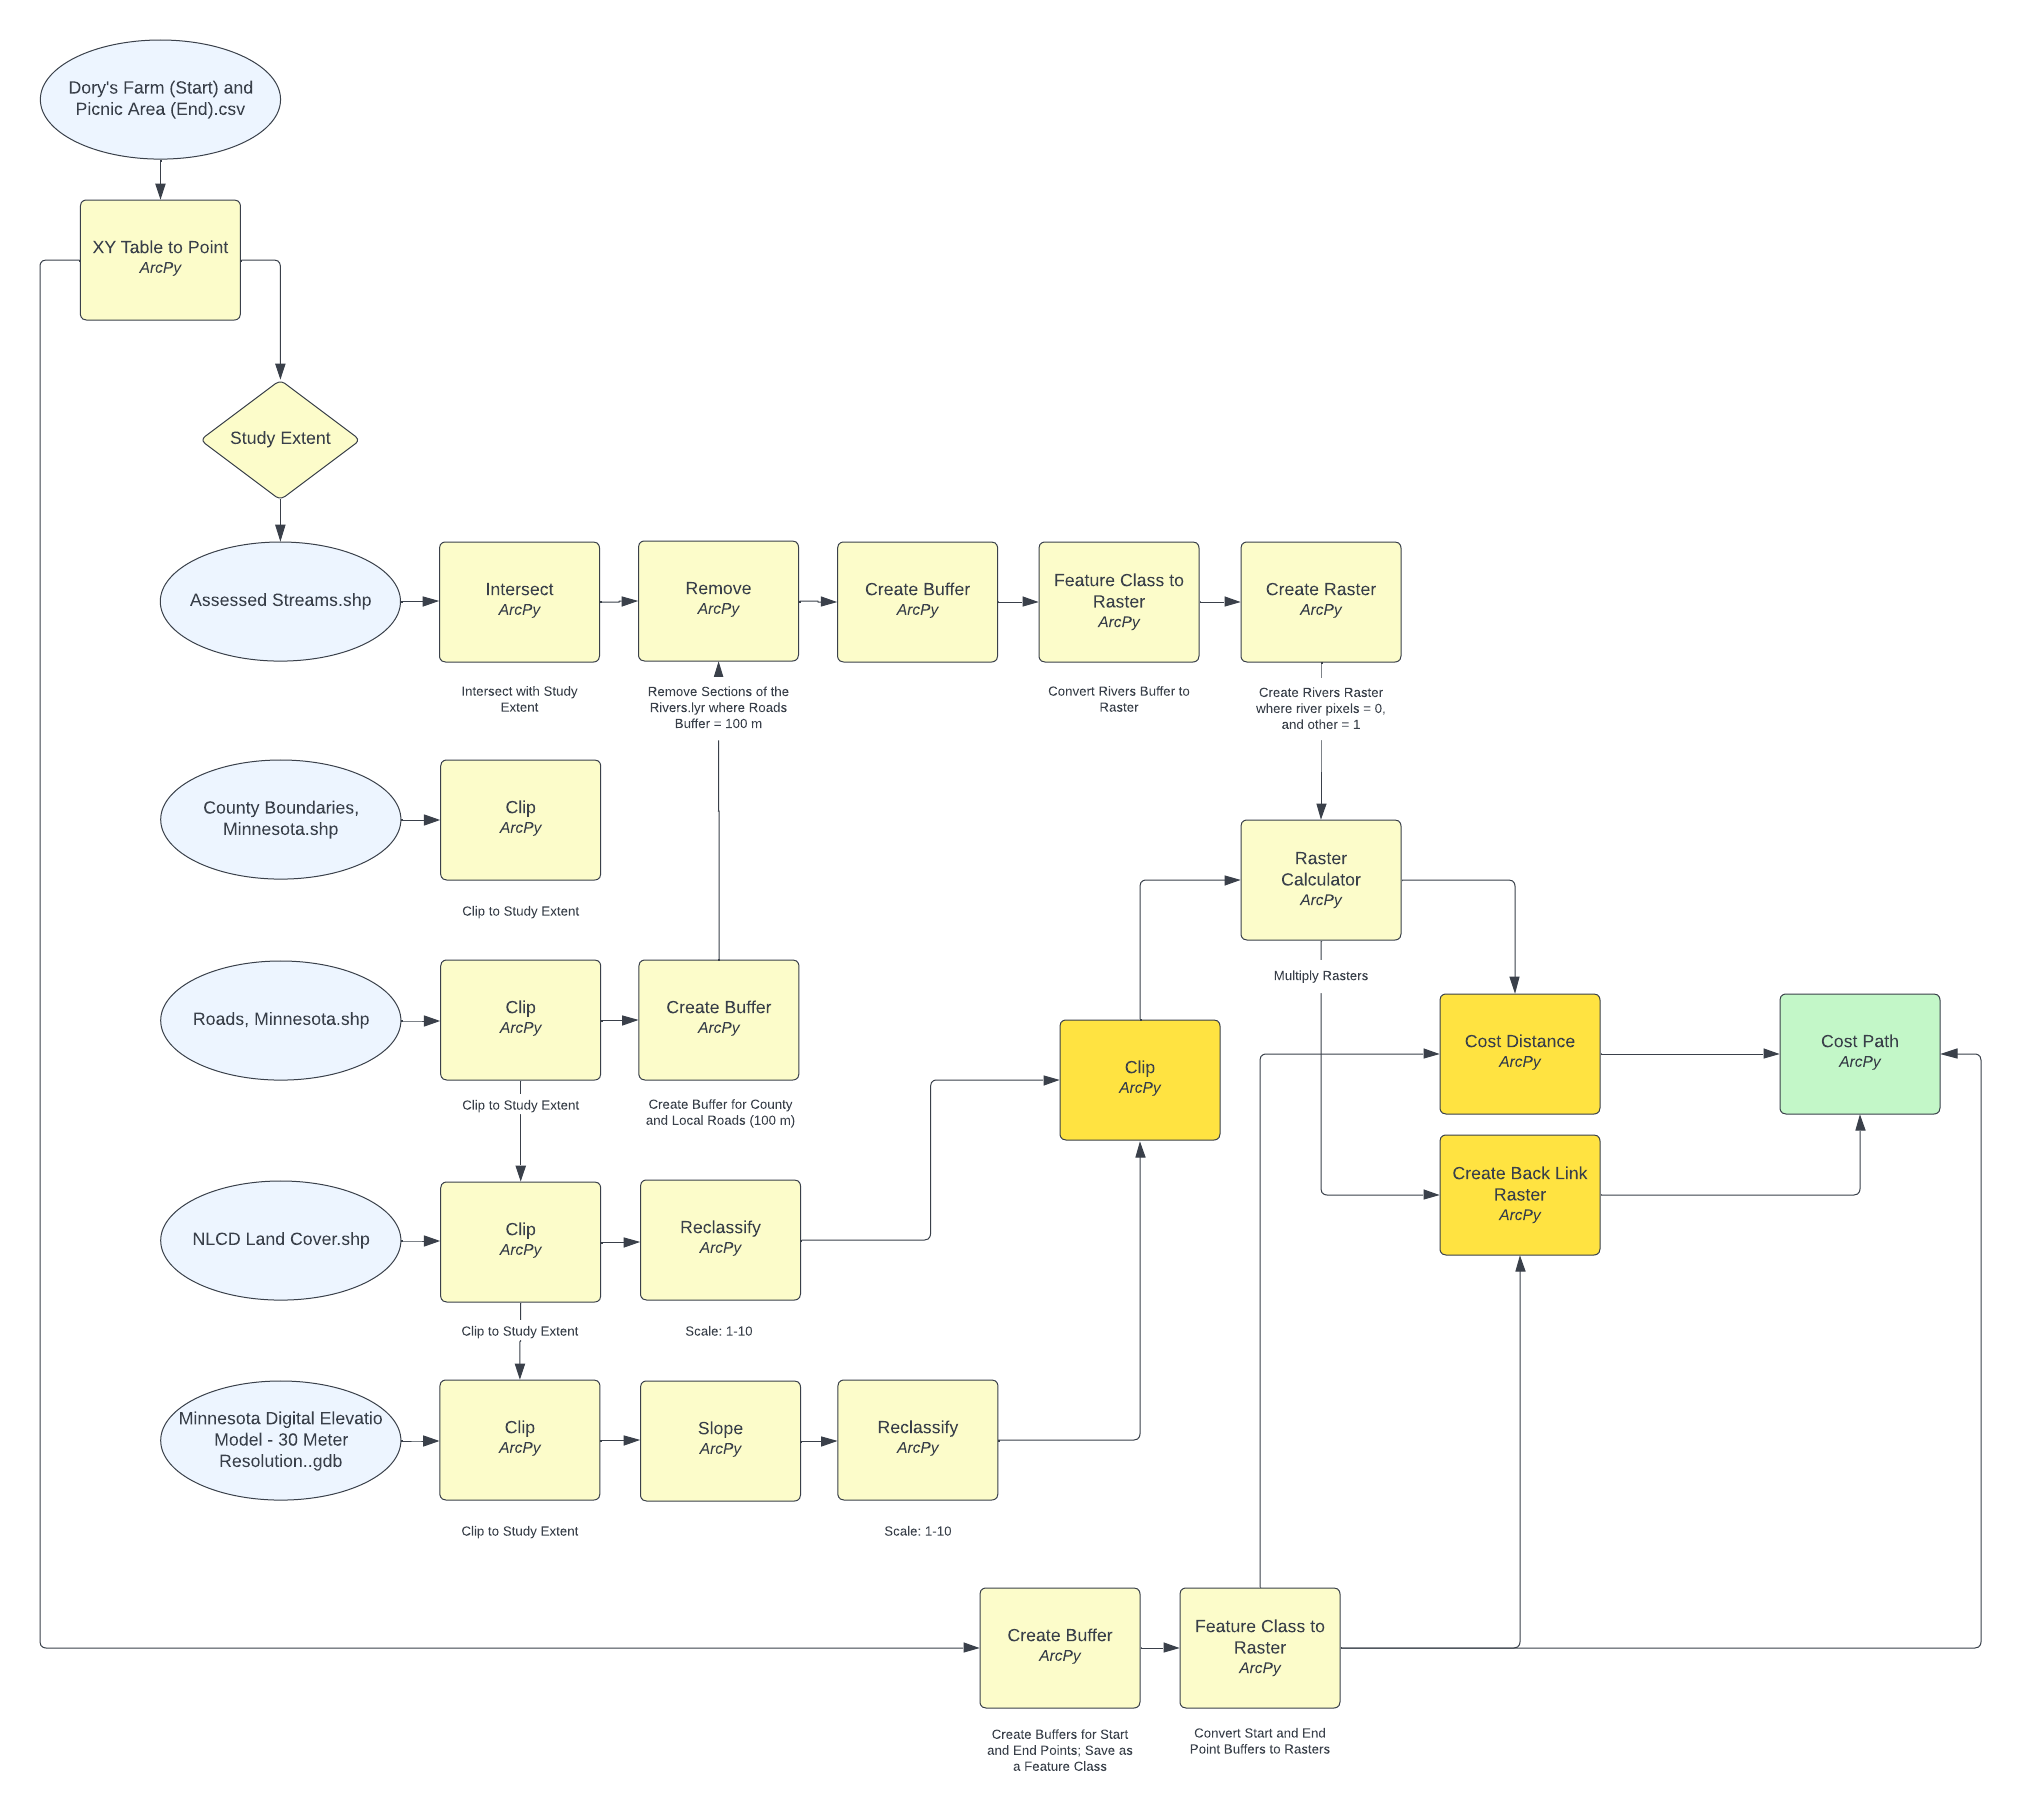 Dory's Farm (Start) and
Picnic Area (End).csv
XY Table to Point
ArcPy
Study Extent
Assessed Streams.shp
Intersect
ArcPy
Intersect with Study
Extent
Remove
ArcPy
Remove Sections of the
Rivers.lyr where Roads
Buffer = 100 m
Create Buffer
ArcPy
Feature Class to
Raster
ArcPy
Convert Rivers Buffer to
Raster
Create Raster
ArcPy
Create Rivers Raster
where river pixels = 0,
and other = 1
County Boundaries,
Minnesota.shp
Clip
ArcPy
Clip to Study Extent
Raster
Calculator
ArcPy
Multiply Rasters
Roads, Minnesota.shp
Clip
ArcPy
Clip to Study Extent
Create Buffer
ArcPy
Create Buffer for County
and Local Roads (100 m)
Clip
ArcPy
Cost Distance
ArcPy
Cost Path
ArcPy
Create Back Link
Raster
ArcPy
NLCD Land Cover.shp
Clip
ArcPy
Clip to Study Extent
Reclassify
ArcPy
Scale: 1-10
Minnesota Digital Elevatio
Model - 30 Meter
Resolution..gdb
Clip
ArcPy
Clip to Study Extent
Slope
ArcPy
Reclassify
ArcPy
Scale: 1-10
Create Buffer
ArcPy
Create Buffers for Start
and End Points; Save as
a Feature Class
Feature Class to
Raster
ArcPy
Convert Start and End
Point Buffers to Rasters